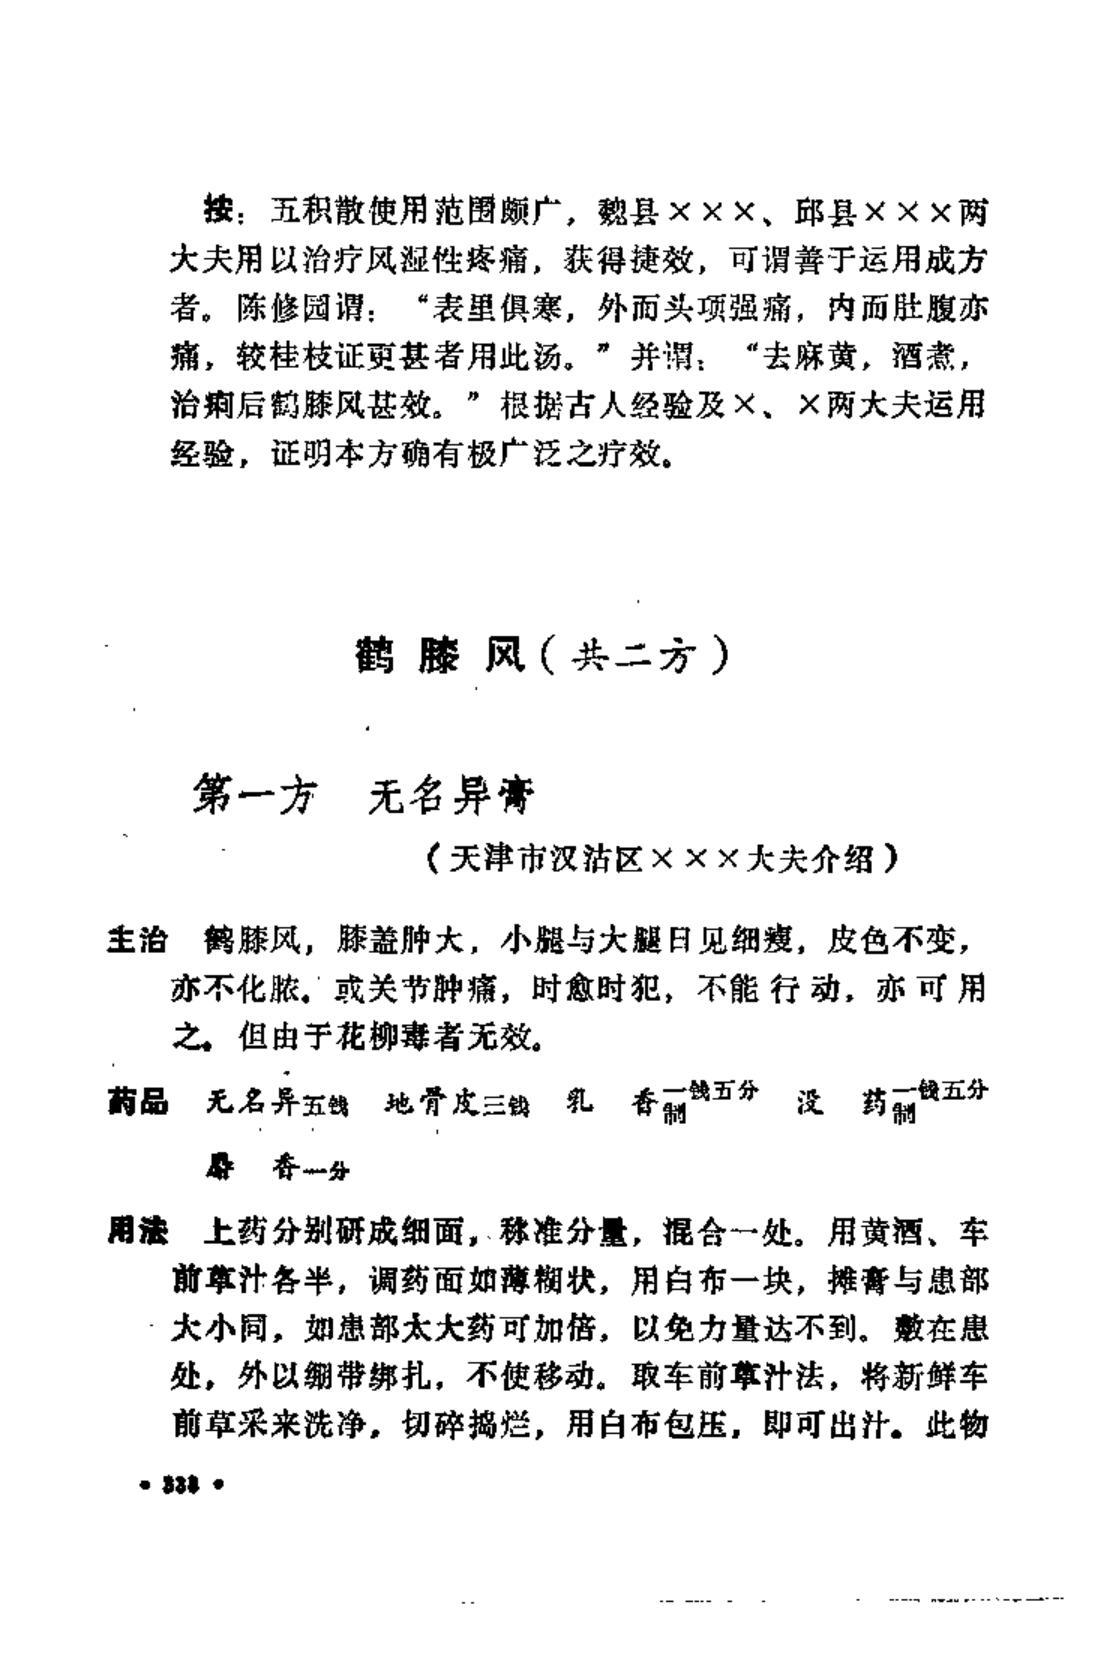 按：五积散使用范围颇广，魏县×××、邱县×××两
大夫用以治疗风湿性疼痛，获得捷效，可谓善于运用成方
者。陈修园谓：“表里俱寒，外而头项强痛，内而肚腹亦
痛，较桂枝证更甚者用此汤。”并谓：“去麻黄，酒煮，
治痢后鹤膝风甚效。”根据古人经验及×、×两大夫运用
经验，证明本方确有极广泛之疗效。
鹤膝风（共二方）
第一方 无名异膏
（天津市汉沽区×××大夫介绍）
主治 鹤膝风，膝盖肿大，小腿与大腿日见细瘦，皮色不变，
亦不化脓。或关节肿痛，时愈时犯，不能行动，亦可用
之。但由于花柳毒者无效。
药品 无名异五钱 地骨皮三钱 乳香一钱五分制 没药一钱五分制
麝香一分
用法 上药分别研成细面，称准分量，混合一处。用黄酒、车
前草汁各半，调药面如薄糊状，用白布一块，摊膏与患部
大小同，如患部太大药可加倍，以免力量达不到。敷在患
处，外以绷带绑扎，不使移动。取车前草汁法，将新鲜车
前草采来洗净，切碎捣烂，用白布包压，即可出汁。此物